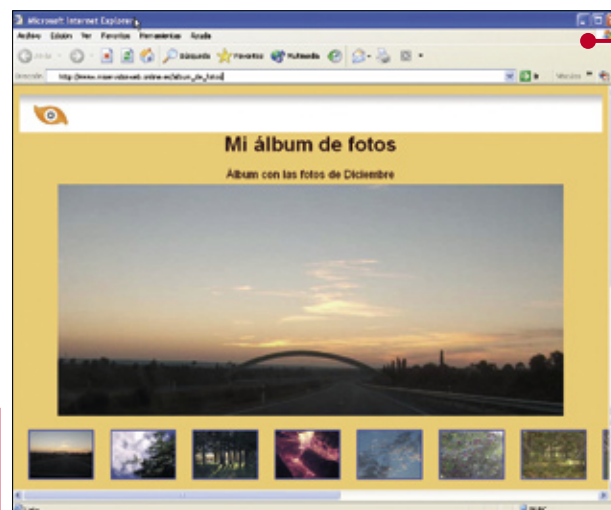 Microsoft Internet Explorer
Archivo Edición Ver Favoritos Herramientas Ayuda
Búsqueda Favoritos Multimedia
Dirección
Vínculos
Mi álbum de fotos
Álbum con las fotos de Diciembre